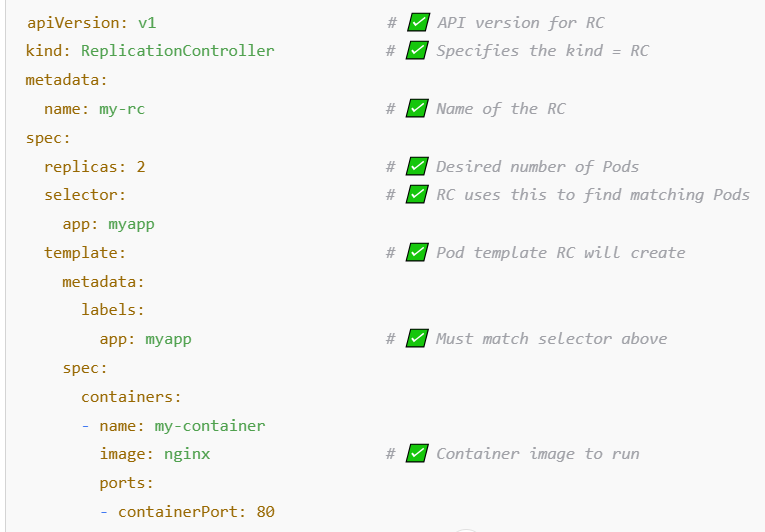 apiVersion: v1 # ✅ API version for RC
kind: ReplicationController # ✅ Specifies the kind = RC
metadata:
  name: my-rc # ✅ Name of the RC
spec:
  replicas: 2 # ✅ Desired number of Pods
  selector: # ✅ RC uses this to find matching Pods
    app: myapp
  template: # ✅ Pod template RC will create
    metadata:
      labels:
        app: myapp # ✅ Must match selector above
    spec:
      containers:
      - name: my-container
        image: nginx # ✅ Container image to run
        ports:
        - containerPort: 80